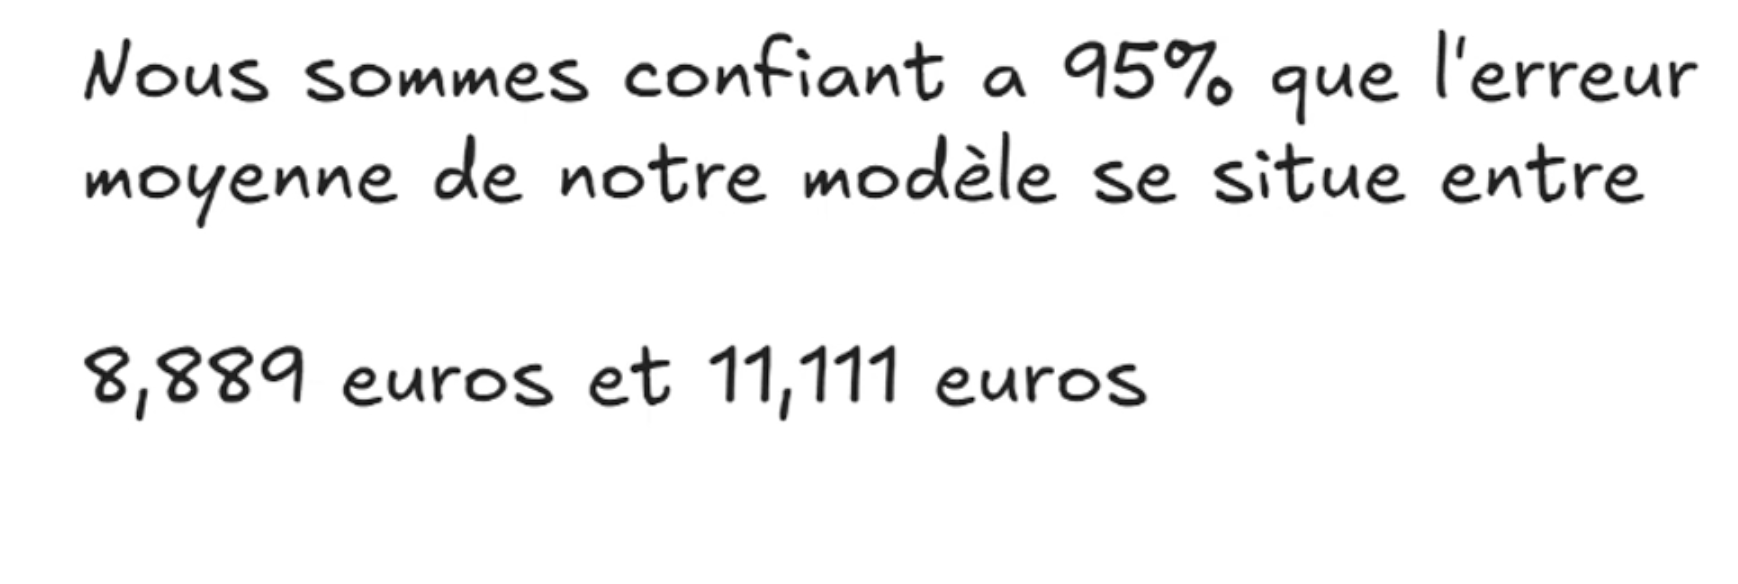 Nous sommes confiant a 95% que l'erreur
moyenne de notre modèle se situe entre
8,889 euros et 11,111 euros